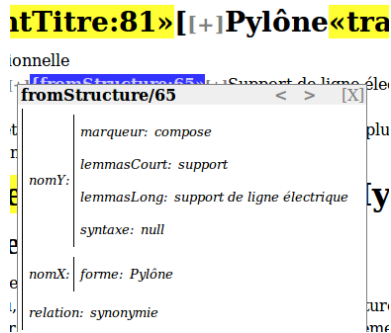 ntTitre:81»[[+]Pylône«tra
ionnelle
[+][fromStructure/65»[+]Support de ligne élec
fromStructure/65 < > [X]
marqueur: compose
lemmasCourt: support
nomY: lemmasLong: support de ligne électrique
syntaxe: null
nomX: forme: Pylône
relation: synonymie